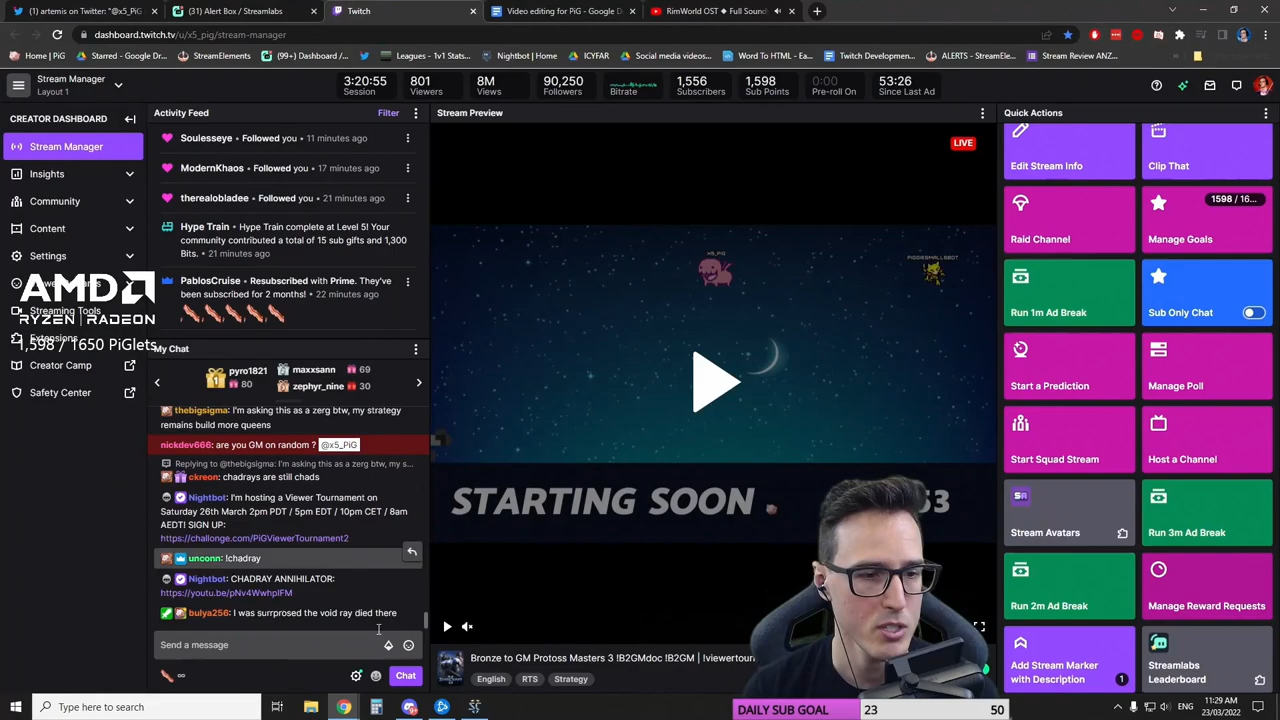 artemis on Twitter: "@x5_PiG
(31) Alert Box / Streamlabs
Twitch
Video editing for PiG - Google D
RimWorld OST ◆ Full Sound
dashboard.twitch.tv/u/x5_pig/stream-manager
Home | PiG
Starred - Google Dr...
StreamElements
(99+) Dashboard / ...
Leagues – 1v1 Stats...
Nightbot | Home
ICYFAR
Social media videos...
Word To HTML - Ea...
Twitch Developmen...
ALERTS - StreamEle...
Stream Review ANZ...
Stream Manager
Layout 1
3:20:55
Session
801
Viewers
8M
Views
90,250
Followers
Bitrate
1,556
Subscribers
1,598
Sub Points
0:00
Pre-roll On
53:26
Since Last Ad
CREATOR DASHBOARD
Stream Manager
Insights
Community
Content
Settings
Streaming Tools
Extensions
Creator Camp
Safety Center
AMD
RYZEN | RADEON
1,598 / 1650 PiGlets
Activity Feed
Filter
Soulesseye • Followed you • 11 minutes ago
ModernKhaos • Followed you • 17 minutes ago
therealobladee • Followed you • 21 minutes ago
Hype Train • Hype Train complete at Level 5! Your
community contributed a total of 15 sub gifts and 1,300
Bits. • 21 minutes ago
PablosCruise • Resubscribed with Prime. They've
been subscribed for 2 months! • 22 minutes ago
My Chat
1
pyro1821
80
maxxsann
69
zephyr_nine
30
thebigsigma: I'm asking this as a zerg btw, my strategy
remains build more queens
nickdev666: are you GM on random ? @x5_PiG
Replying to @thebigsigma: I'm asking this as a zerg btw, my s...
ckreon: chadrays are still chads
Nightbot: I'm hosting a Viewer Tournament on
Saturday 26th March 2pm PDT / 5pm EDT / 10pm CET / 8am
AEDT! SIGN UP:
https://challonge.com/PiGViewerTournament2
unconn: !chadray
Nightbot: CHADRAY ANNIHILATOR:
https://youtu.be/pNv4WwhpIFM
bulya256: I was surrprosed the void ray died there
Send a message
Chat
Stream Preview
LIVE
X5_PIG
PIGGIESMALLSBOT
STARTING SOON
53
Bronze to GM Protoss Masters 3 !B2GMdoc !B2GM | !viewertour
English
RTS
Strategy
DAILY SUB GOAL
23
50
Quick Actions
Edit Stream Info
Clip That
Raid Channel
1598 / 16...
Manage Goals
Run 1m Ad Break
Sub Only Chat
Start a Prediction
Manage Poll
Start Squad Stream
Host a Channel
Stream Avatars
Run 3m Ad Break
Run 2m Ad Break
Manage Reward Requests
Add Stream Marker
with Description
1
Streamlabs
Leaderboard
Type here to search
11:29 AM
23/03/2022